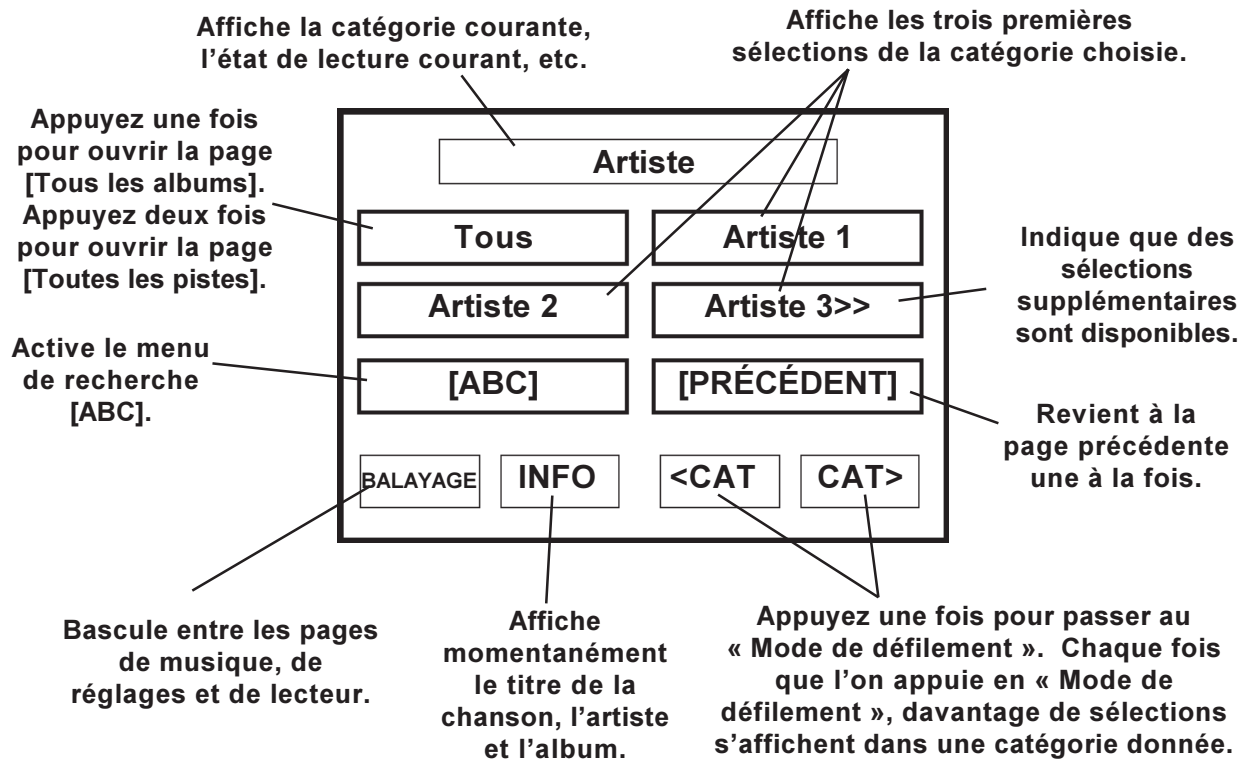 Affiche la catégorie courante,
l’état de lecture courant, etc.
Affiche les trois premières
sélections de la catégorie choisie.
Appuyez une fois
pour ouvrir la page
[Tous les albums].
Appuyez deux fois
pour ouvrir la page
[Toutes les pistes].
Artiste
Tous
Artiste 1
Artiste 2
Artiste 3>>
Indique que des
sélections
supplémentaires
sont disponibles.
Active le menu
de recherche
[ABC].
[ABC]
[PRÉCÉDENT]
Revient à la
page précédente
une à la fois.
BALAYAGE
INFO
<CAT
CAT>
Bascule entre les pages
de musique, de
réglages et de lecteur.
Affiche
momentanément
le titre de la
chanson, l’artiste
et l’album.
Appuyez une fois pour passer au
« Mode de défilement ». Chaque fois
que l’on appuie en « Mode de
défilement », davantage de sélections
s’affichent dans une catégorie donnée.